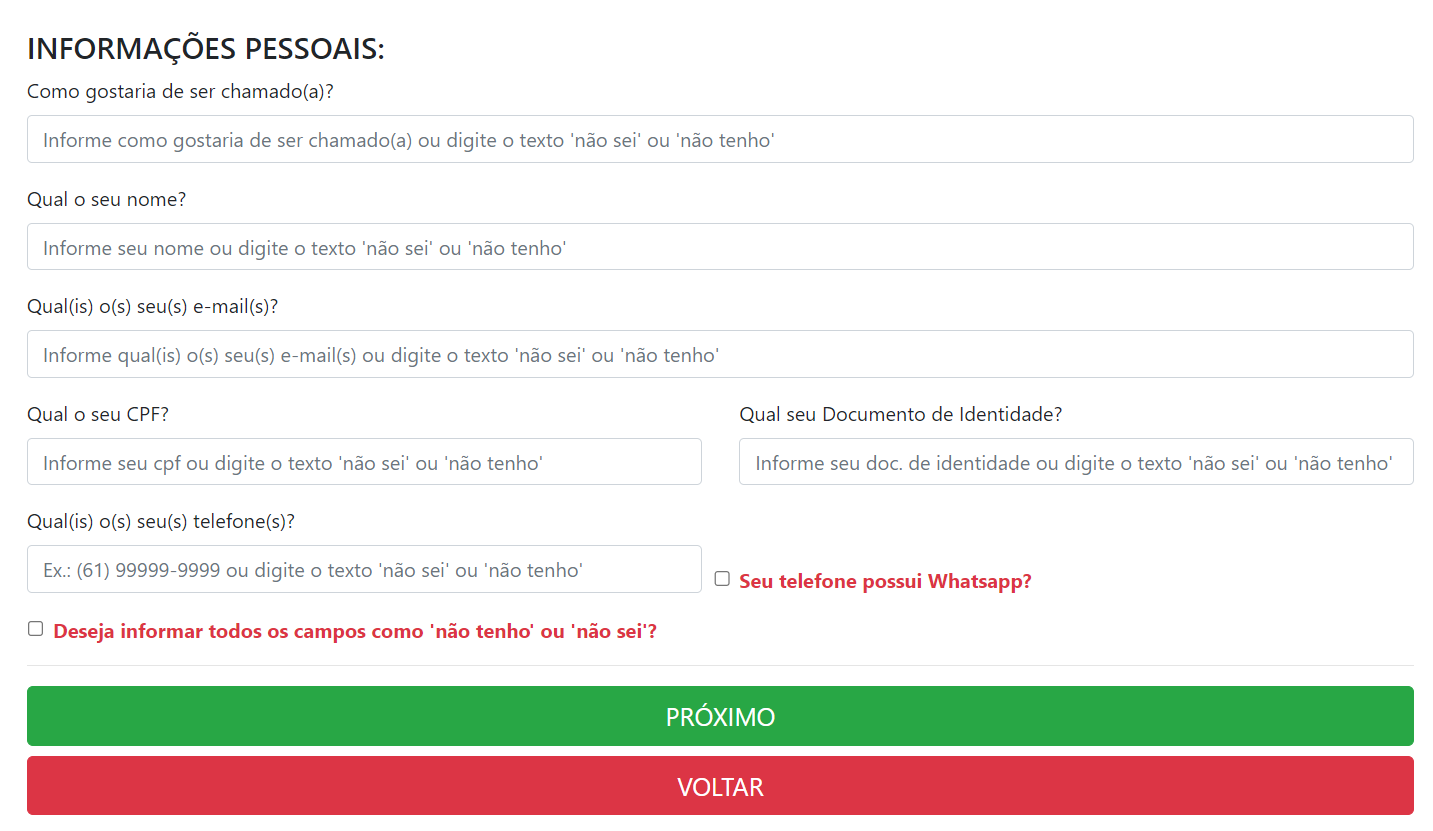 INFORMAÇÕES PESSOAIS:
Como gostaria de ser chamado(a)?
Informe como gostaria de ser chamado(a) ou digite o texto 'não sei' ou 'não tenho'
Qual o seu nome?
Informe seu nome ou digite o texto 'não sei' ou 'não tenho'
Qual(is) o(s) seu(s) e-mail(s)?
Informe qual(is) o(s) seu(s) e-mail(s) ou digite o texto 'não sei' ou 'não tenho'
Qual o seu CPF?
Informe seu cpf ou digite o texto 'não sei' ou 'não tenho'
Qual seu Documento de Identidade?
Informe seu doc. de identidade ou digite o texto 'não sei' ou 'não tenho'
Qual(is) o(s) seu(s) telefone(s)?
Ex.: (61) 99999-9999 ou digite o texto 'não sei' ou 'não tenho'
Seu telefone possui Whatsapp?
Deseja informar todos os campos como 'não tenho' ou 'não sei'?
PRÓXIMO
VOLTAR